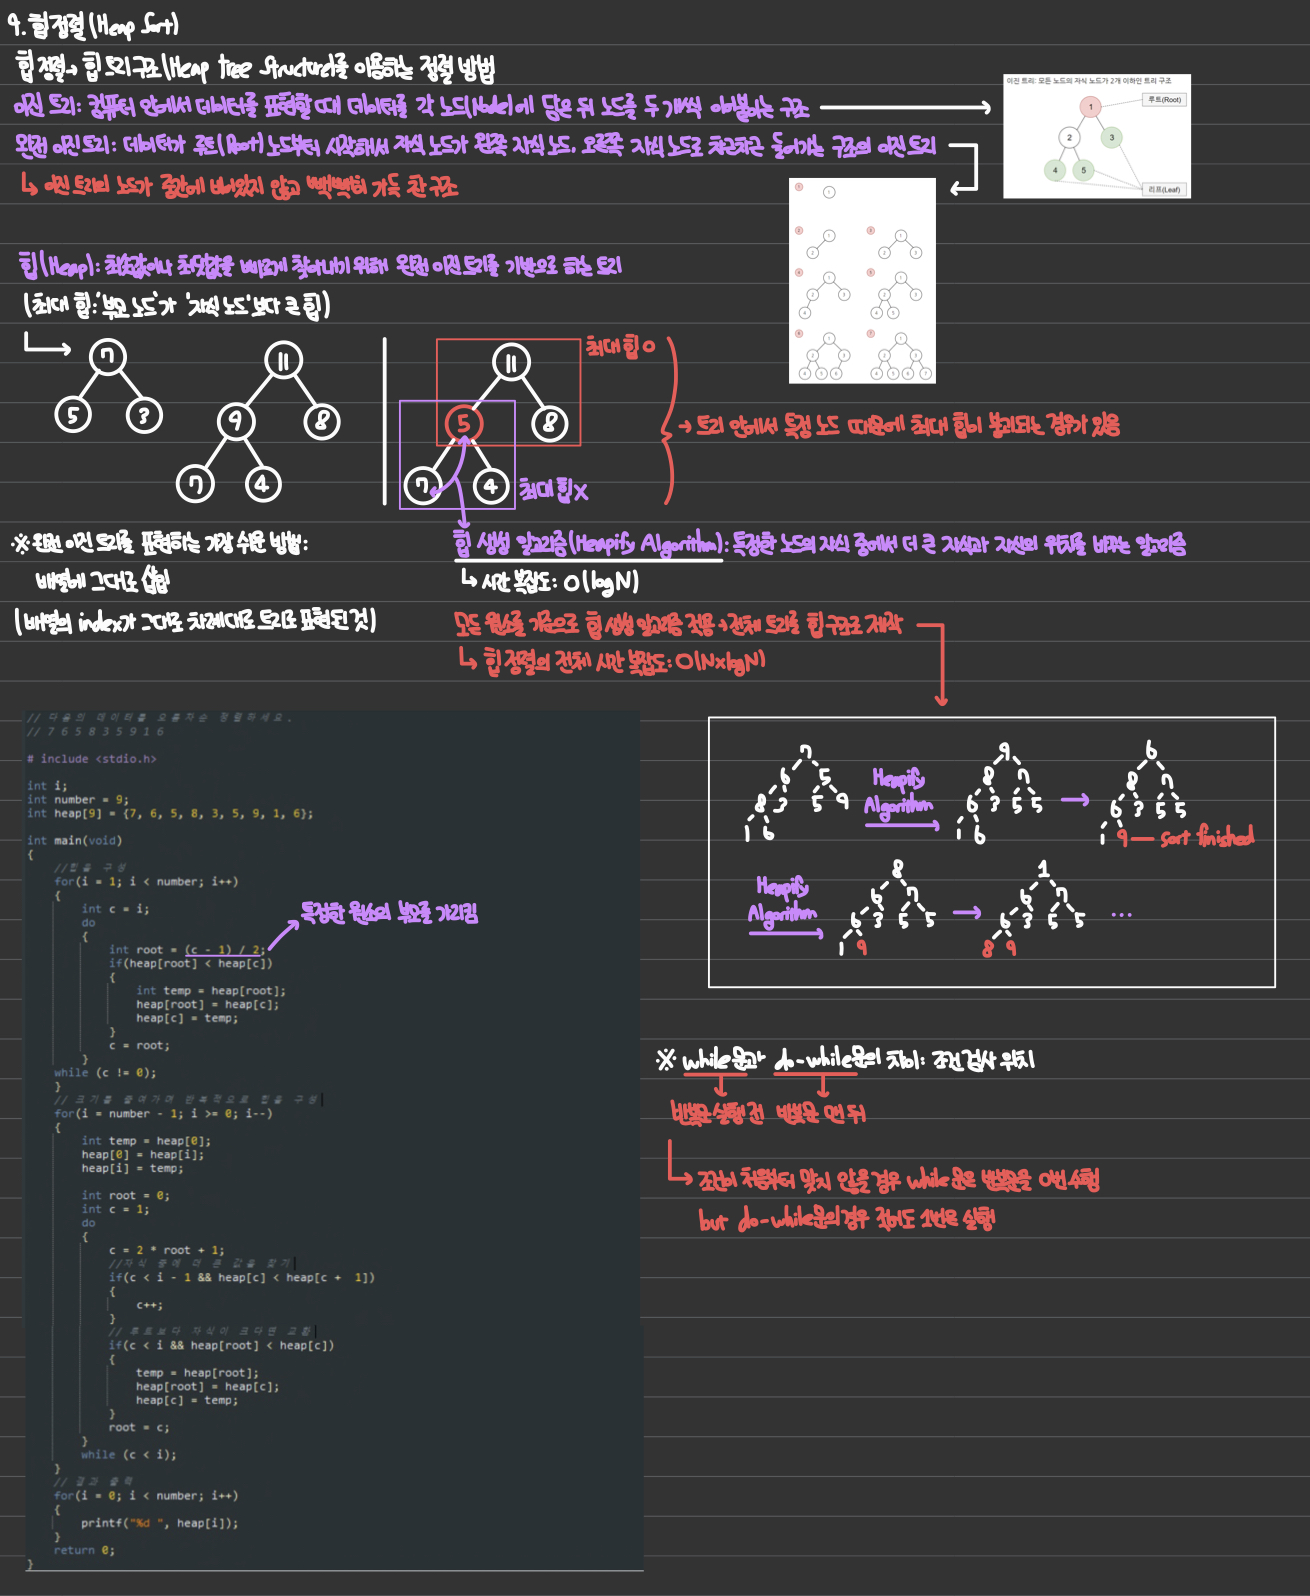 9. 힙 정렬(Heap Sort)
힙 정렬→ 힙 트리 구조(Heap tree structure)를 이용하는 정렬 방법
이진 트리: 컴퓨터 안에서 데이터를 표현할 때 데이터를 각 노드(Node)에 담은 뒤 노드를 두 개씩 이어붙이는 구조
이진 트리: 모든 노드의 자식 노드가 2개 이하인 트리 구조
루트(Root)
1
2
3
4
5
리프(Leaf)
완전 이진 트리: 데이터가 루트(Root) 노드부터 시작해서 자식 노드가 왼쪽 자식 노드, 오른쪽 자식 노드로 차근차근 들어가는 구조의 이진 트리
↳ 이진 트리의 노드가 중간에 비어있지 않고 빽빽히 가득 찬 구조
힙(Heap): 최솟값이나 최댓값을 빠르게 찾아내기 위해 완전 이진 트리를 기반으로 하는 트리
(최대 힙:'부모 노드'가 '자식 노드'보다 큰 힙)
7
5 3
11
9 8
7 4
11
5 8
7 4
최대 힙 O
최대 힙 X
→ 트리 안에서 특정 노드 때문에 최대 힙이 붕괴되는 경우가 있음
※ 완전 이진 트리를 표현하는 가장 쉬운 방법:
배열에 그대로 삽입
(배열의 index가 그대로 차례대로 트리로 표현된 것)
힙 생성 알고리즘(Heapify Algorithm): 특정한 노드의 자식 중에서 더 큰 자식과 자신의 위치를 바꾸는 알고리즘
↳ 시간 복잡도: O(logN)
모든 원소를 기준으로 힙 생성 알고리즘 적용→전체 트리를 힙 구조로 제작
↳ 힙 정렬의 전체 시간 복잡도: O(N×logN)
// 다음의 데이터를 오름차순 정렬하세요.
// 7 6 5 8 3 5 9 1 6
# include <stdio.h>
int i;
int number = 9;
int heap[9] = {7, 6, 5, 8, 3, 5, 9, 1, 6};
int main(void)
{
//힙을 구성
for(i = 1; i < number; i++)
{
int c = i;
do
{
int root = (c - 1) / 2;
특정한 원소의 부모를 가리킴
if(heap[root] < heap[c])
{
int temp = heap[root];
heap[root] = heap[c];
heap[c] = temp;
}
c = root;
}
while (c != 0);
}
// 크기를 줄여가며 반복적으로 힙을 구성
for(i = number - 1; i >= 0; i--)
{
int temp = heap[0];
heap[0] = heap[i];
heap[i] = temp;
int root = 0;
int c = 1;
do
{
c = 2 * root + 1;
//자식 중에 더 큰 값을 찾기
if(c < i - 1 && heap[c] < heap[c + 1])
{
c++;
}
// 루트보다 자식이 크다면 교환
if(c < i && heap[root] < heap[c])
{
temp = heap[root];
heap[root] = heap[c];
heap[c] = temp;
}
root = c;
}
while (c < i);
}
// 결과 출력
for(i = 0; i < number; i++)
{
printf("%d ", heap[i]);
}
return 0;
}
7
6 5
8 3 5 9
1 6
Heapify
Algorithm
9
8 7
6 3 5 5
1 6
6
8 7
6 3 5 5
1 9 — sort finished
Heapify
Algorithm
8
6 7
6 3 5 5
1 9
1
6 7
6 3 5 5
8 9
...
※ while문과 do-while문의 차이: 조건 검사 위치
반복문 실행 전 반복문 맨 뒤
조건이 처음부터 맞지 않을 경우 while문은 반복문을 0번 수행
but do-while문의 경우 적어도 1번은 실행